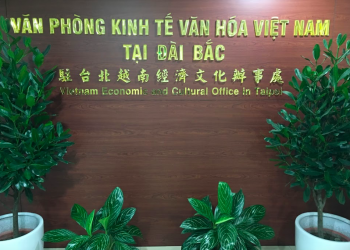 VĂN PHÒNG KINH TẾ VĂN HÓA VIỆT NAM
TẠI ĐÀI BẮC
駐台北越南經濟文化辦事處
Vietnam Economic and Cultural Office in Taipei